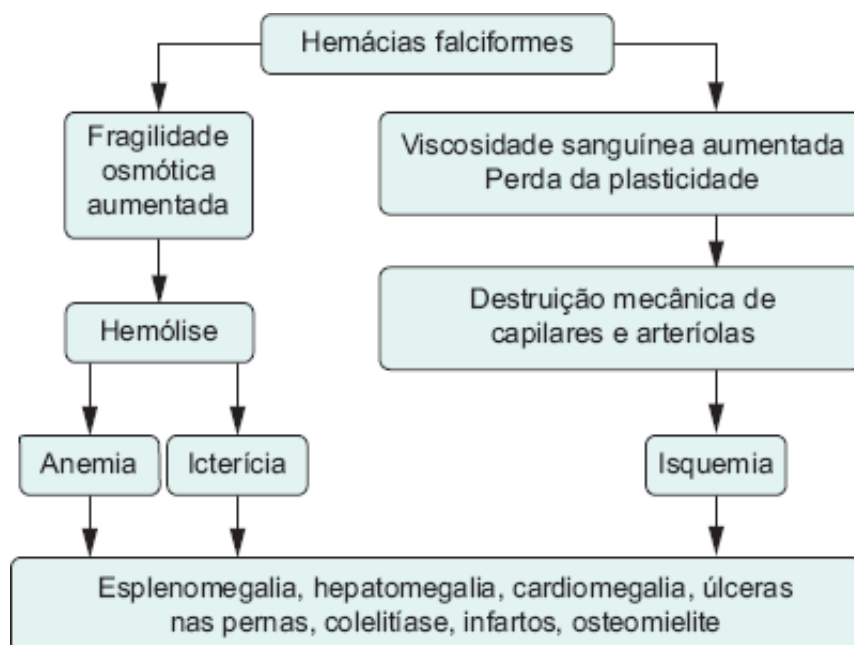 Hemácias falciformes
Fragilidade
osmótica
aumentada
Viscosidade sanguínea aumentada
Perda da plasticidade
Hemólise
Destruição mecânica de
capilares e arteríolas
Anemia
Icterícia
Isquemia
Esplenomegalia, hepatomegalia, cardiomegalia, úlceras
nas pernas, colelitíase, infartos, osteomielite